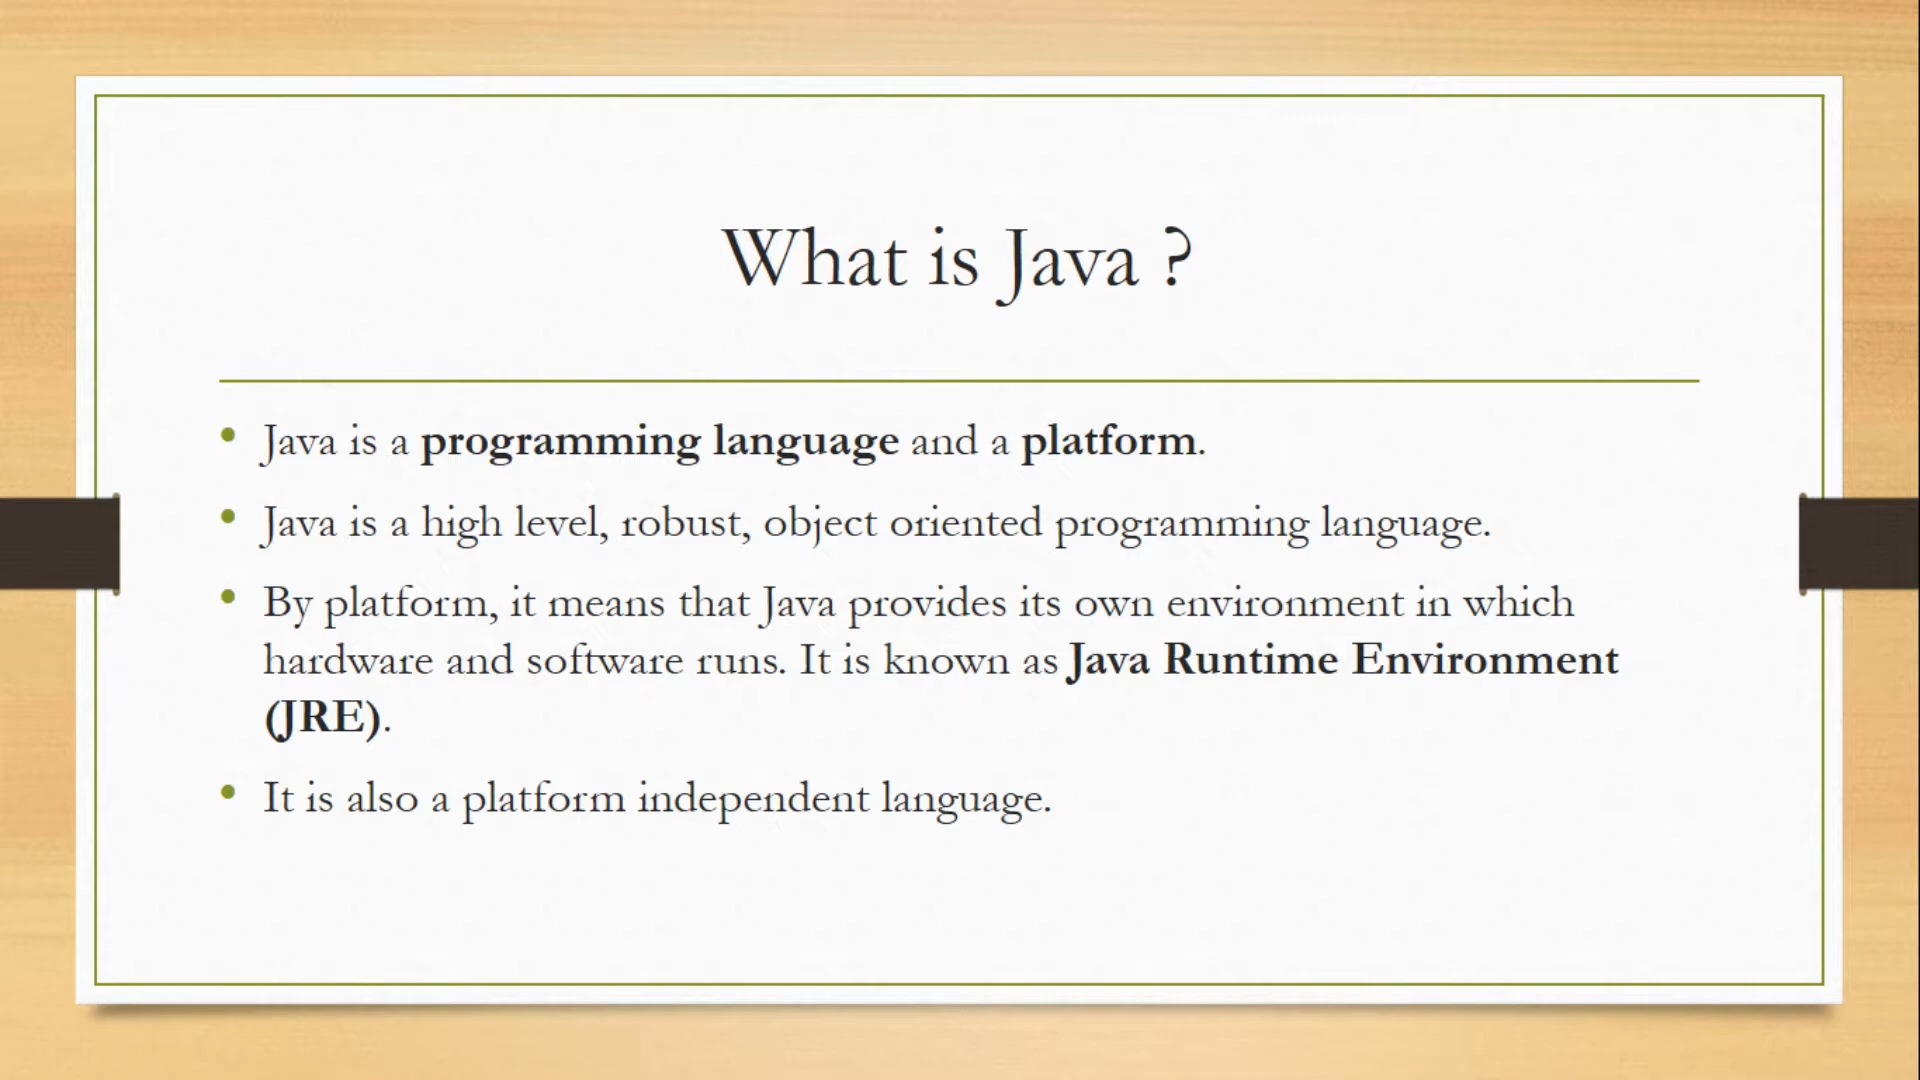 What is Java ?
• Java is a programming language and a platform.
• Java is a high level, robust, object oriented programming language.
• By platform, it means that Java provides its own environment in which
hardware and software runs. It is known as Java Runtime Environment
(JRE).
• It is also a platform independent language.